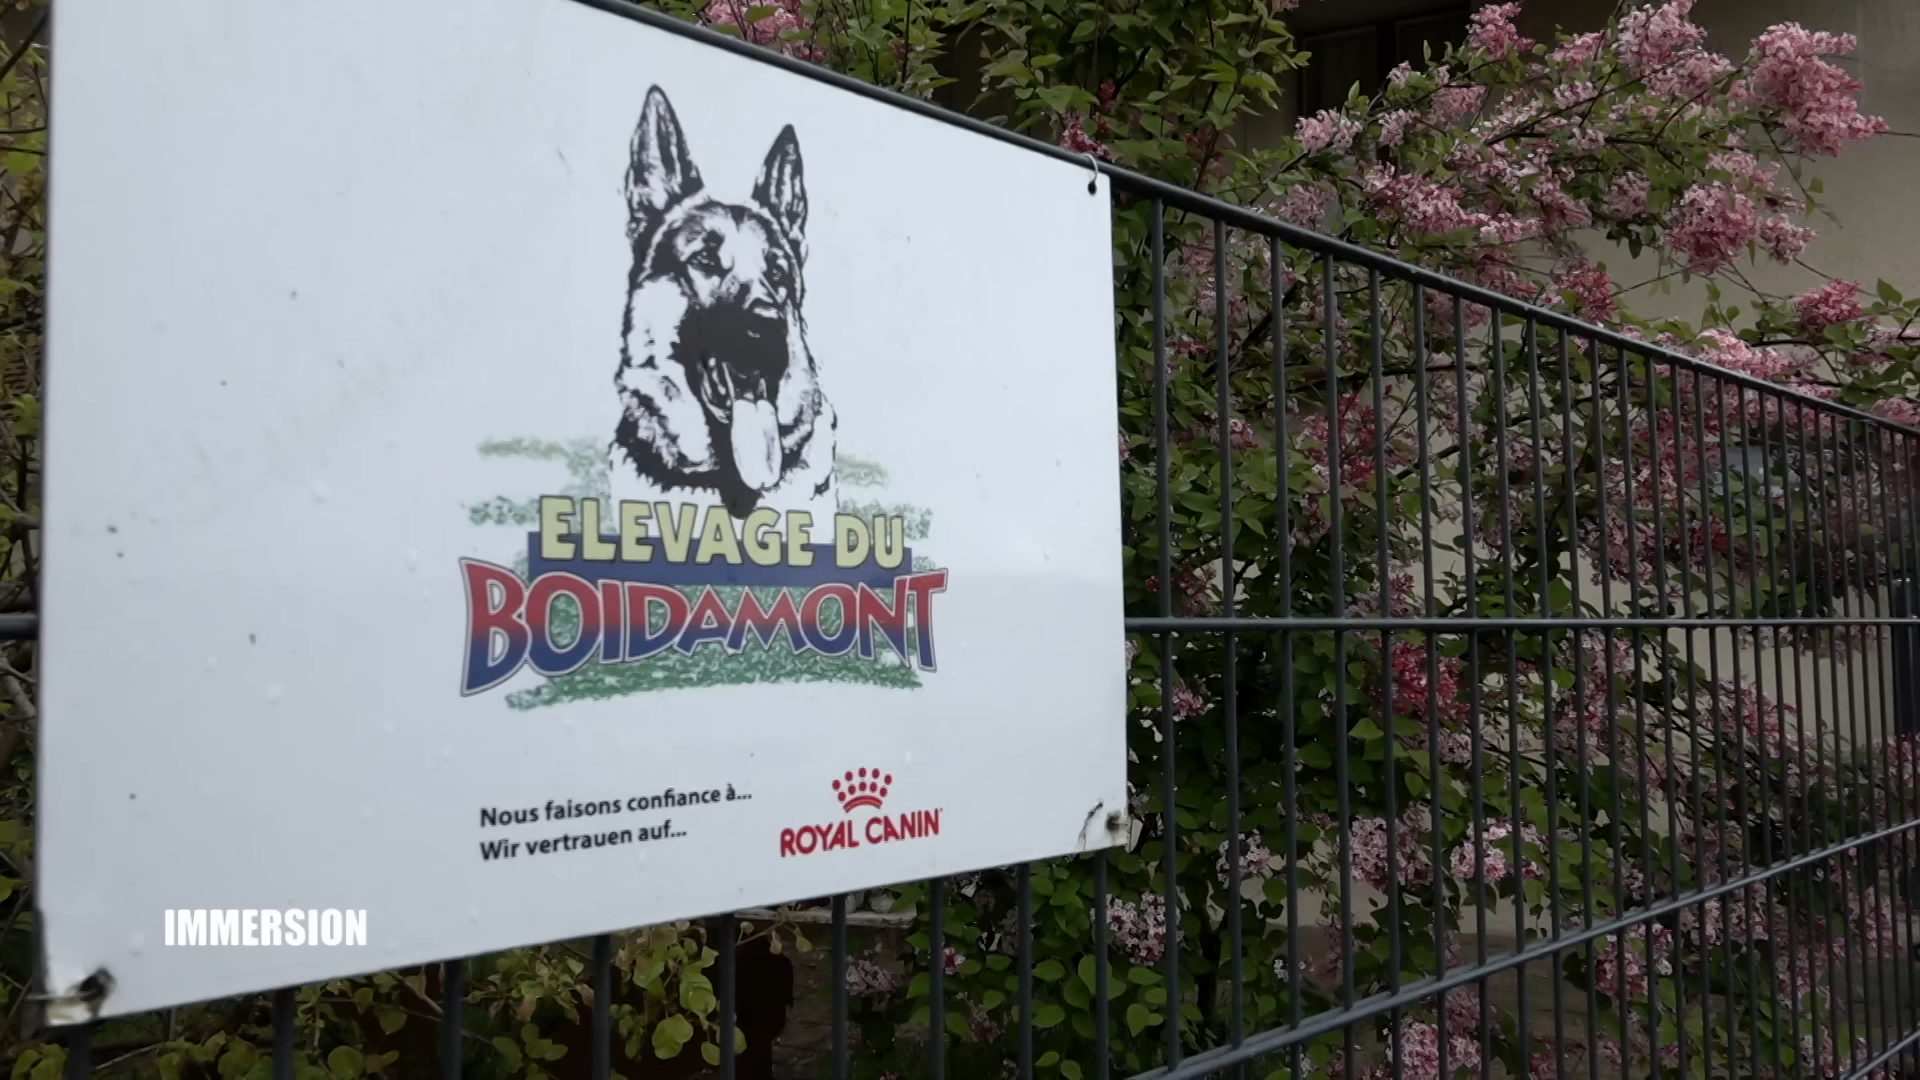 ELEVAGE DU
BOIDAMONT
Nous faisons confiance à...
Wir vertrauen auf...
ROYAL CANIN
IMMERSION